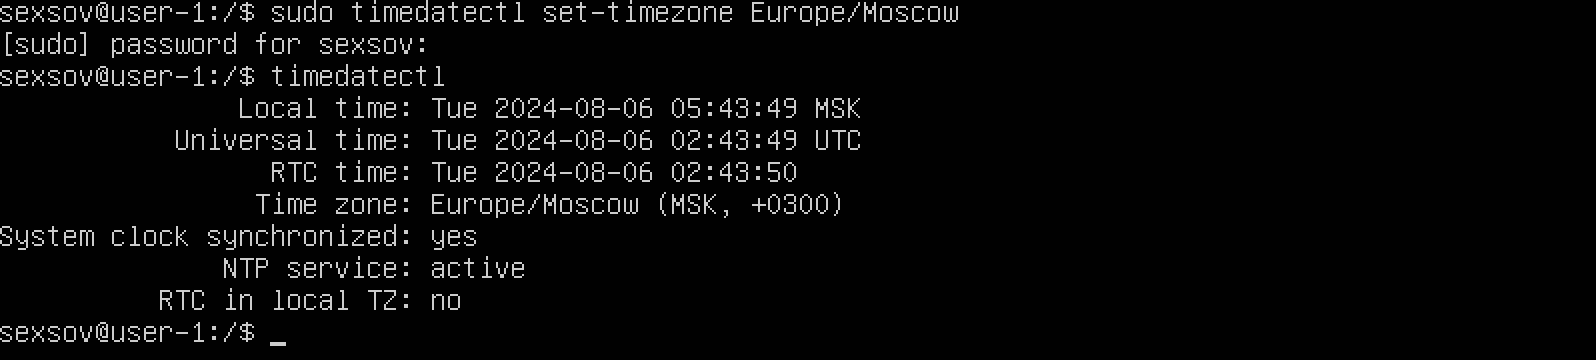 sexsov@user-1:/$ sudo timedatectl set-timezone Europe/Moscow
[sudo] password for sexsov:
sexsov@user-1:/$ timedatectl
Local time: Tue 2024-08-06 05:43:49 MSK
Universal time: Tue 2024-08-06 02:43:49 UTC
RTC time: Tue 2024-08-06 02:43:50
Time zone: Europe/Moscow (MSK, +0300)
System clock synchronized: yes
NTP service: active
RTC in local TZ: no
sexsov@user-1:/$ _